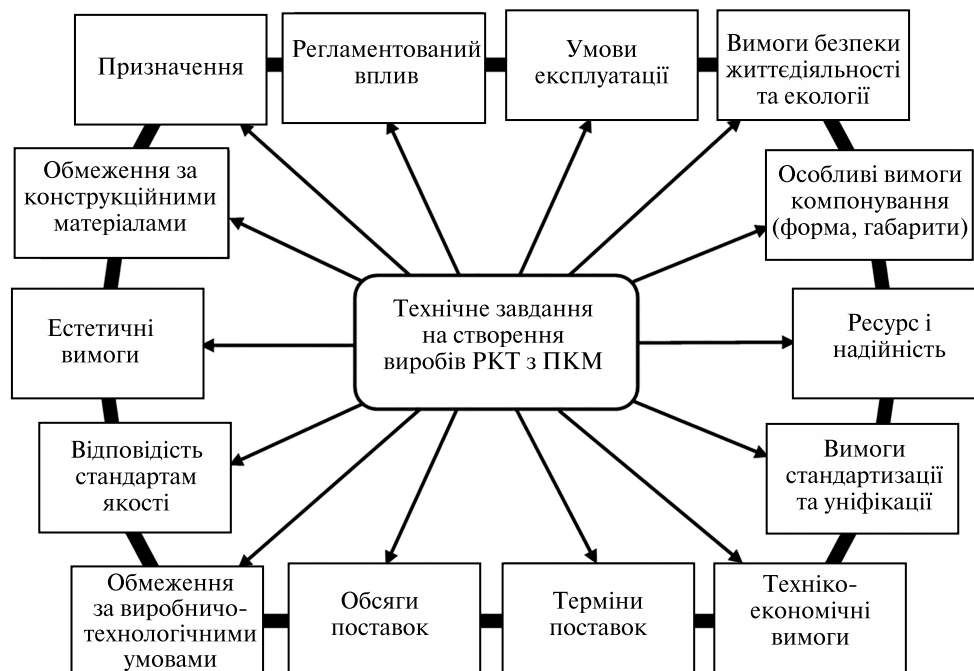 Призначення
Регламентований
вплив
Умови
експлуатації
Вимоги безпеки
життєдіяльності
та екології
Обмеження за
конструкційними
матеріалами
Особливі вимоги
компонування
(форма, габарити)
Технічне завдання
на створення
виробів РКТ з ПКМ
Естетичні
вимоги
Ресурс і
надійність
Відповідість
стандартам
якості
Вимоги
стандартизації
та уніфікації
Обмеження
за виробничо-
технологічними
умовами
Обсяги
поставок
Терміни
поставок
Техніко-
економічні
вимоги